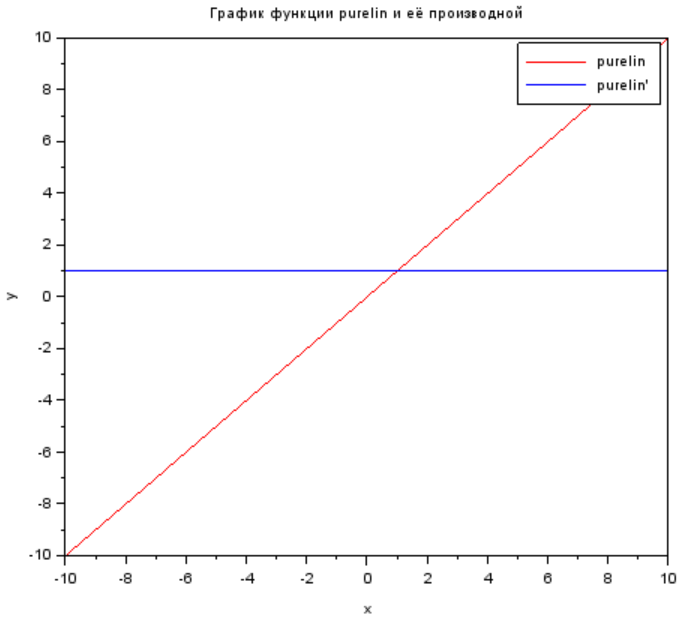 График функции purelin и её производной
purelin
purelin'
10
8
6
4
2
0
-2
-4
-6
-8
-10
y
-10 -8 -6 -4 -2 0 2 4 6 8 10
x